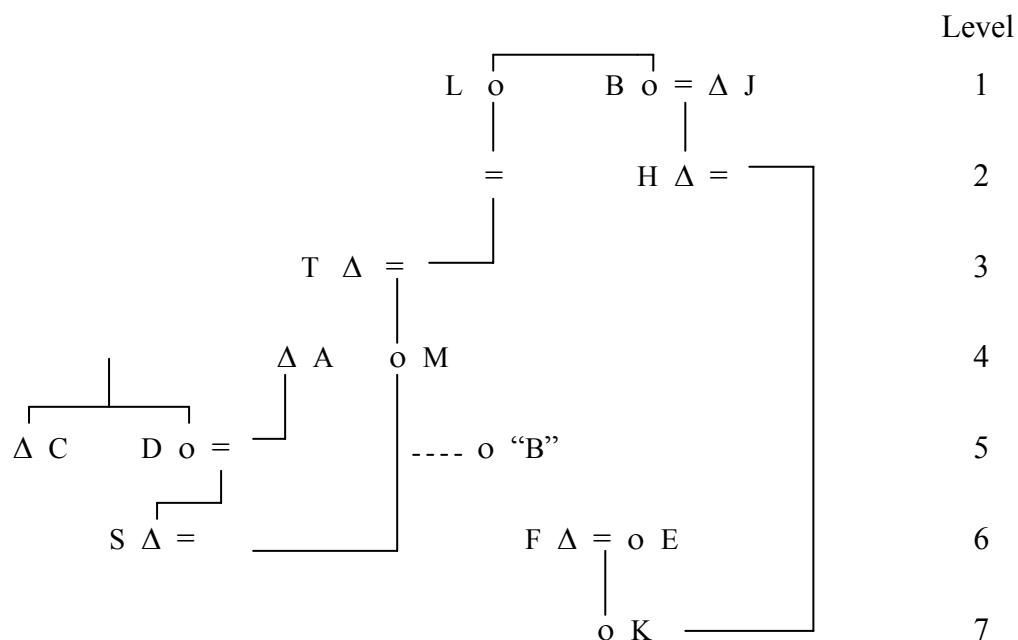 Level
L o B o = Δ J 1
= H Δ = 2
T Δ = 3
Δ A o M 4
Δ C D o = ---- o “B” 5
S Δ = F Δ = o E 6
o K 7